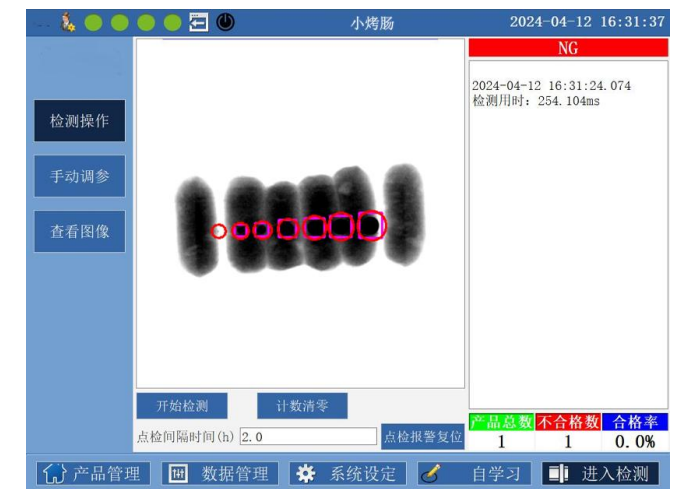 小烤肠
2024-04-12 16:31:37
NG
2024-04-12 16:31:24.074
检测用时: 254.104ms
检测操作
手动调参
查看图像
开始检测
计数清零
点检间隔时间(h) 2.0
点检报警复位
产品总数 不合格数 合格率
1 1 0.0%
产品管理 数据管理 系统设定 自学习 进入检测